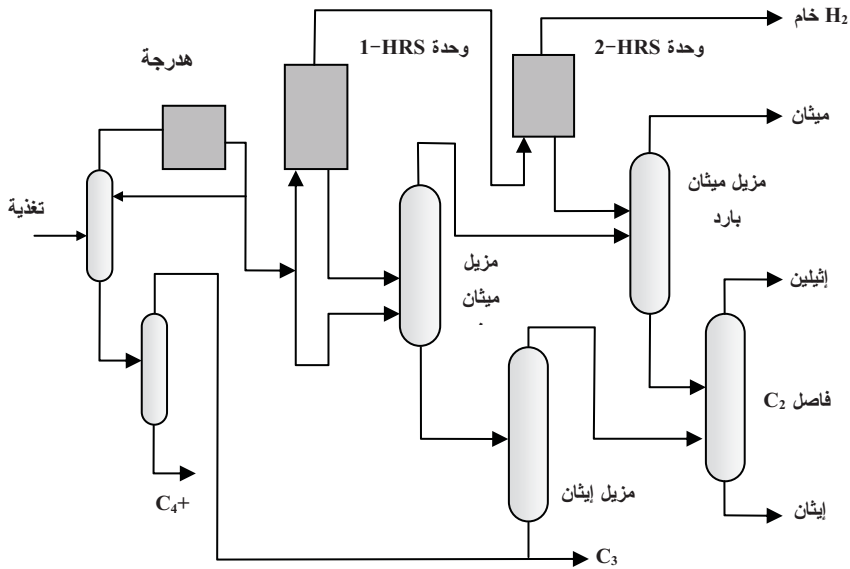 H₂ خام
وحدة HRS-2
وحدة HRS-1
هدرجة
ميثان
مزيل ميثان
بارد
تغذية
مزيل
ميثان
إثيلين
فاصل C₂
مزيل إيثان
إيثان
C₄+
C₃